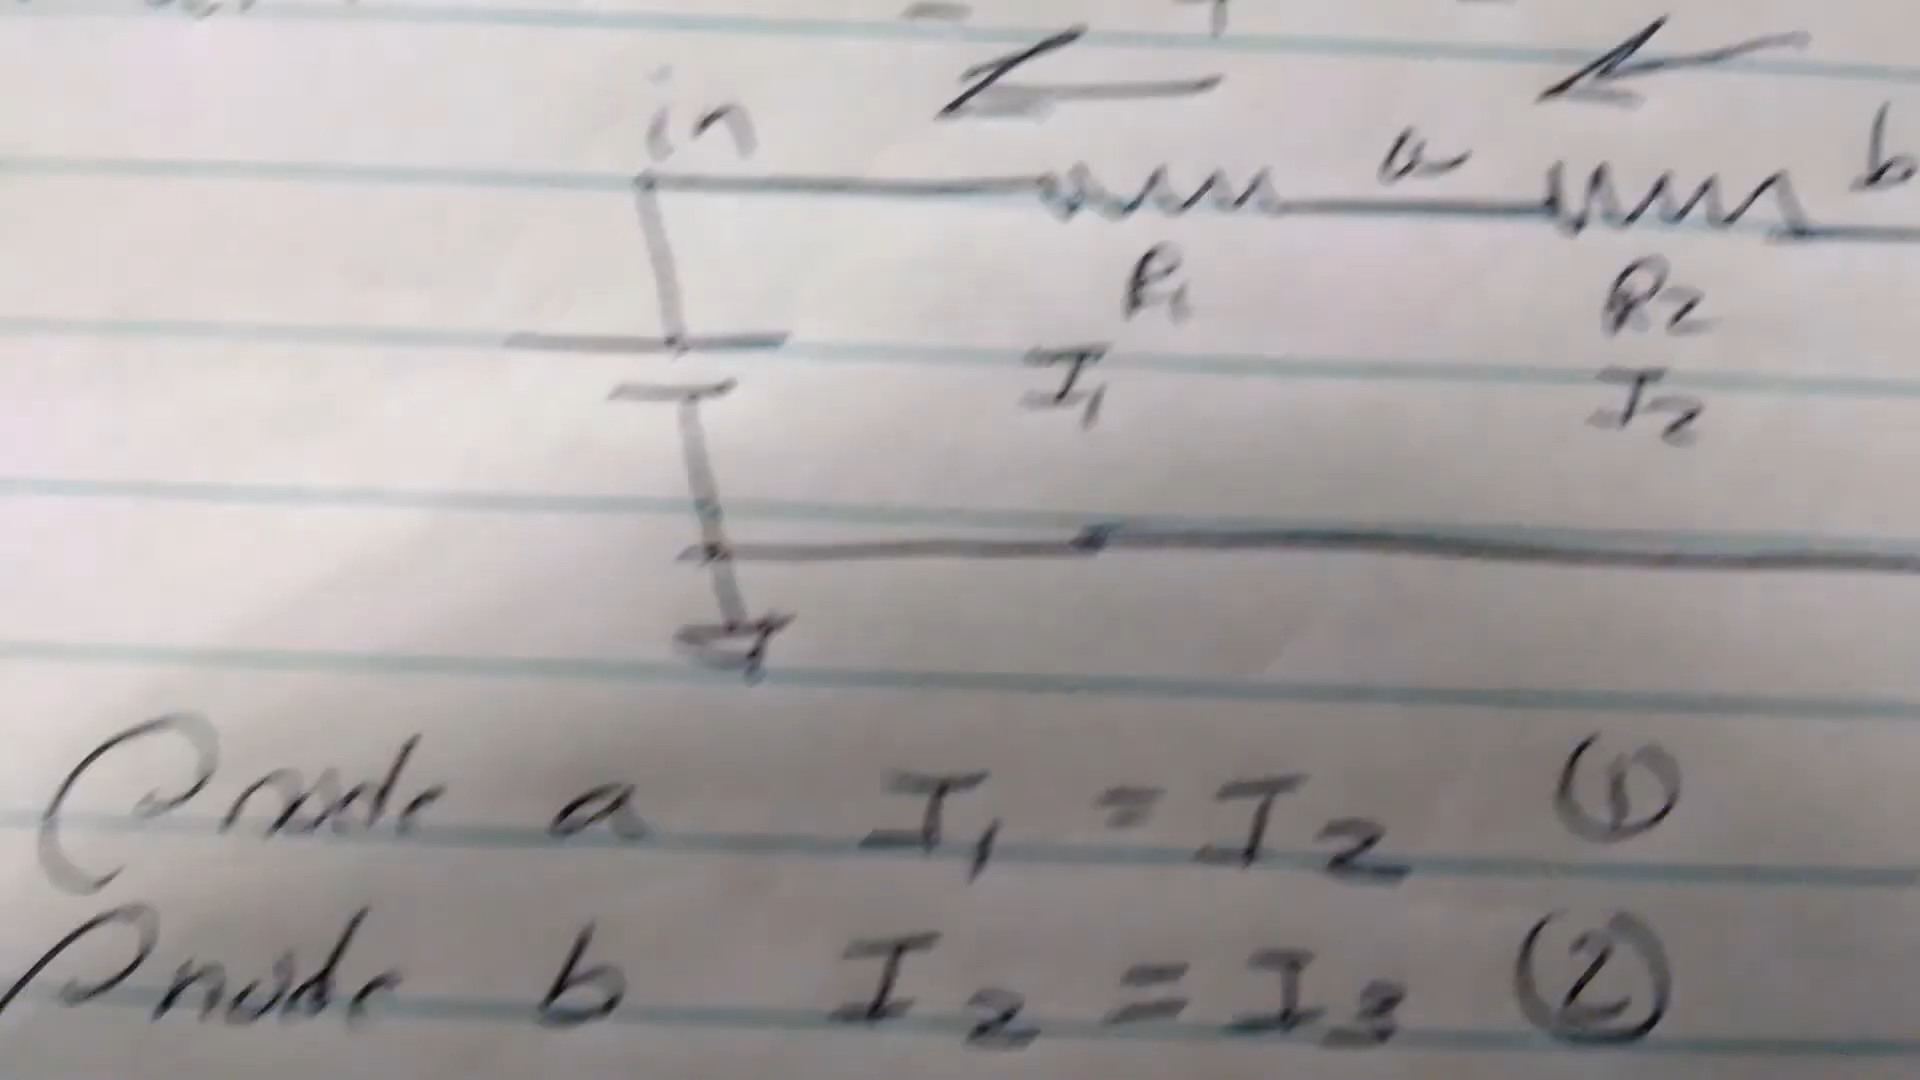 in
a
b
R1
R2
I1
I2
@ node a I1 = I2 (1)
@ node b I2 = I3 (2)